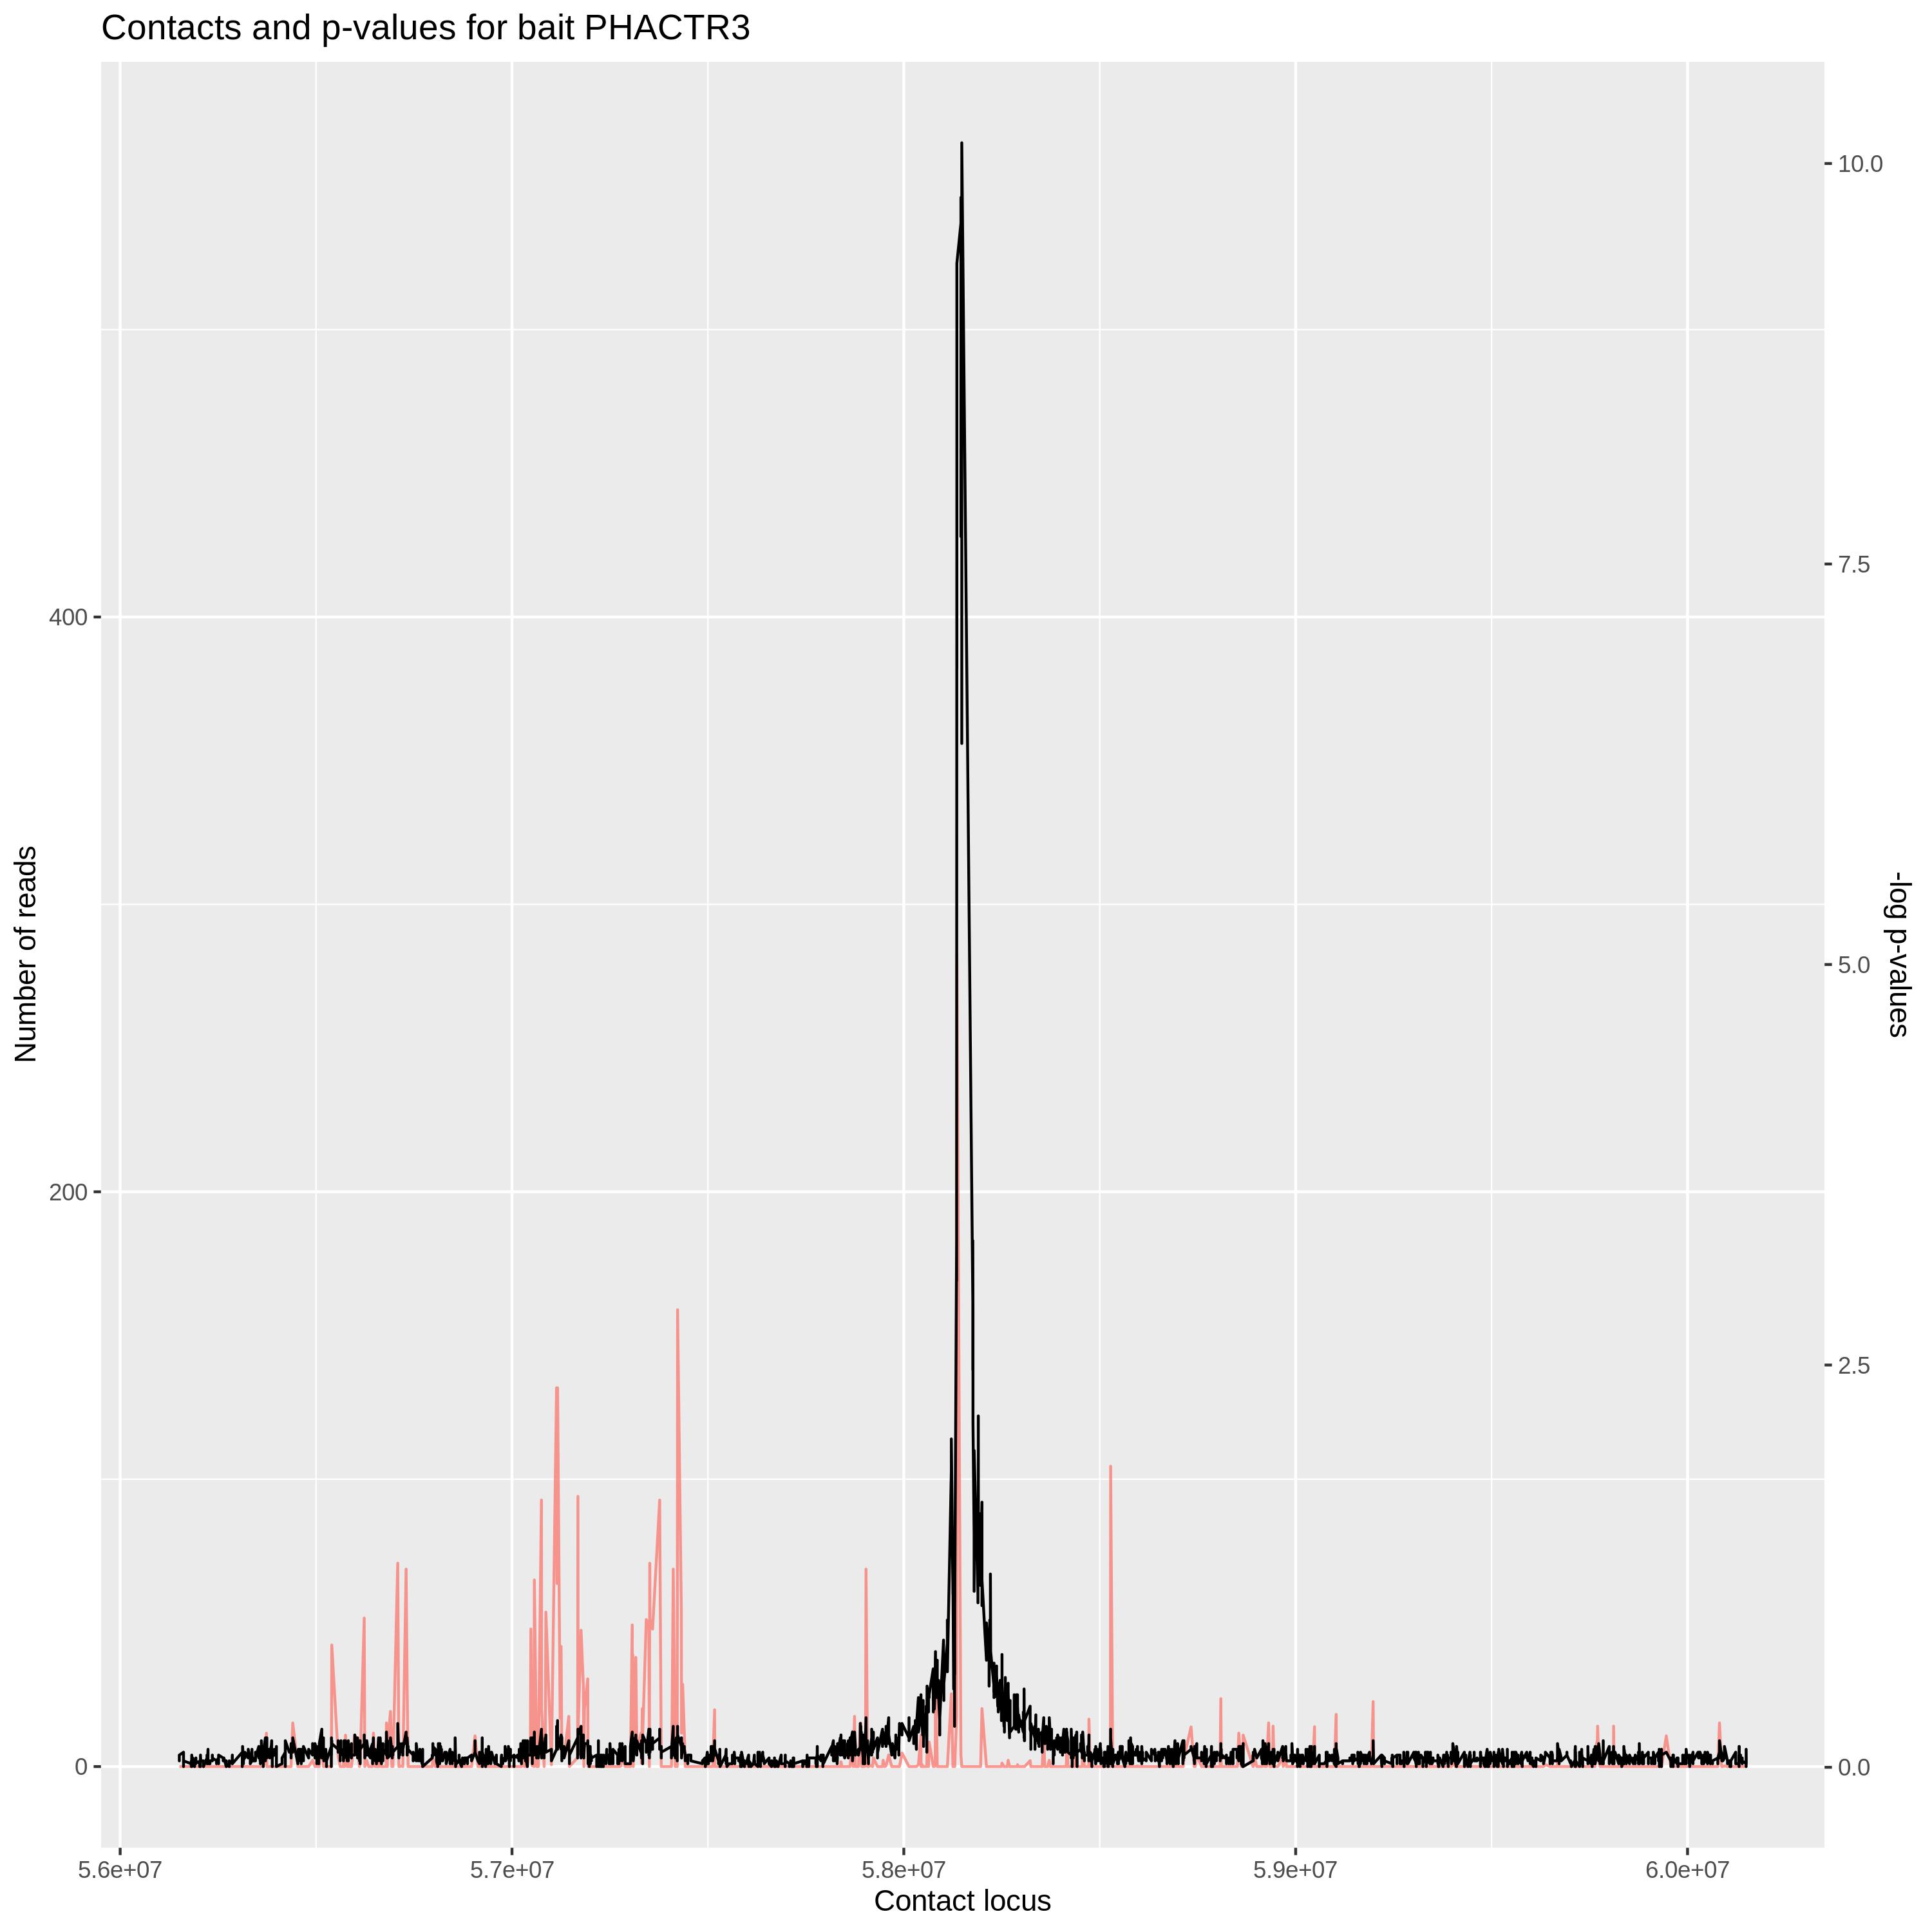 Contacts and p-values for bait PHACTR3
Number of reads
400
200
0
10.0
7.5
5.0
2.5
0.0
-log p-values
5.6e+07 5.7e+07 5.8e+07 5.9e+07 6.0e+07
Contact locus